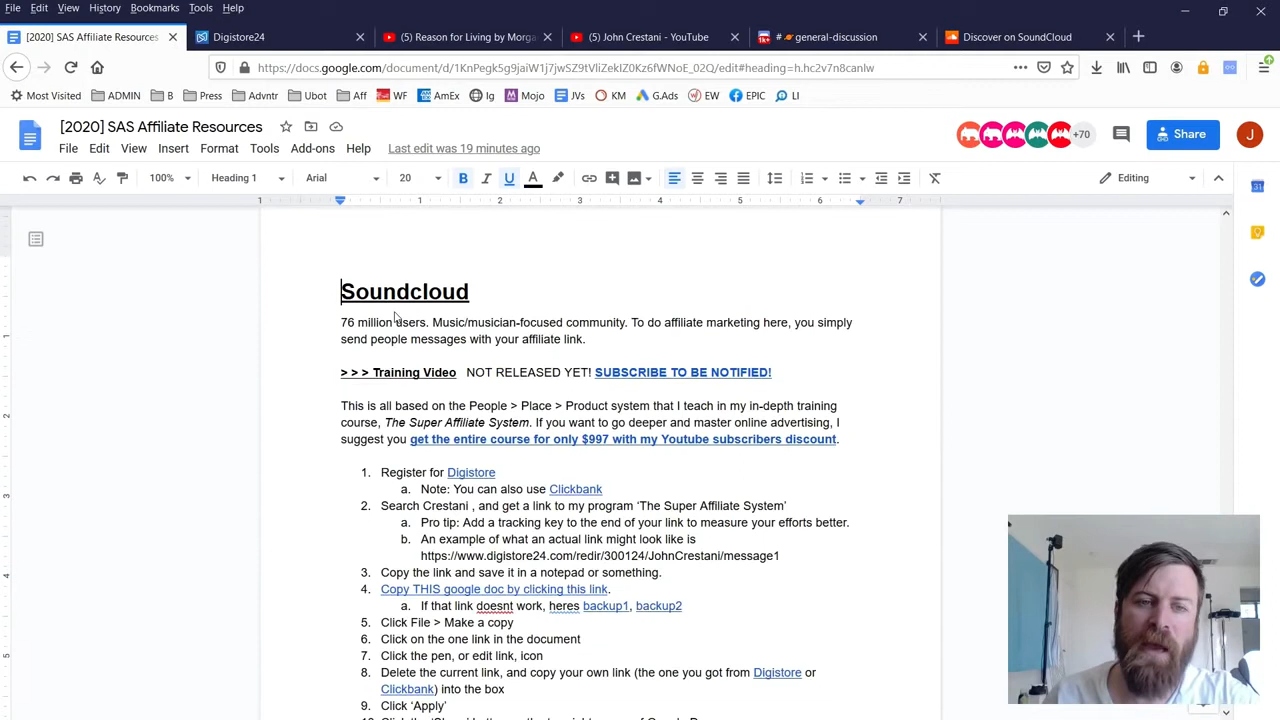 File Edit View History Bookmarks Tools Help
[2020] SAS Affiliate Resources
Digistore24
(5) Reason for Living by Morga
(5) John Crestani - YouTube
general-discussion
Discover on SoundCloud
https://docs.google.com/document/d/1KnPegk5g9jaiW1j7jwSZ9tVliZekIZ0Kz6fWNoE_02Q/edit#heading=h.hc2v7n8canlw
Most Visited ADMIN B Press Advntr Ubot Aff WF AmEx Ig Mojo JVs KM G.Ads EW EPIC LI
[2020] SAS Affiliate Resources
+70
Share
J
File Edit View Insert Format Tools Add-ons Help Last edit was 19 minutes ago
100% Heading 1 Arial 20 B I U A Editing
1 1 2 3 4 5 6 7
Soundcloud
76 million users. Music/musician-focused community. To do affiliate marketing here, you simply
send people messages with your affiliate link.
> > > Training Video NOT RELEASED YET! SUBSCRIBE TO BE NOTIFIED!
This is all based on the People > Place > Product system that I teach in my in-depth training
course, The Super Affiliate System. If you want to go deeper and master online advertising, I
suggest you get the entire course for only $997 with my Youtube subscribers discount.
1. Register for Digistore
a. Note: You can also use Clickbank
2. Search Crestani , and get a link to my program ‘The Super Affiliate System’
a. Pro tip: Add a tracking key to the end of your link to measure your efforts better.
b. An example of what an actual link might look like is
https://www.digistore24.com/redir/300124/JohnCrestani/message1
3. Copy the link and save it in a notepad or something.
4. Copy THIS google doc by clicking this link.
a. If that link doesnt work, heres backup1, backup2
5. Click File > Make a copy
6. Click on the one link in the document
7. Click the pen, or edit link, icon
8. Delete the current link, and copy your own link (the one you got from Digistore or
Clickbank) into the box
9. Click ‘Apply’